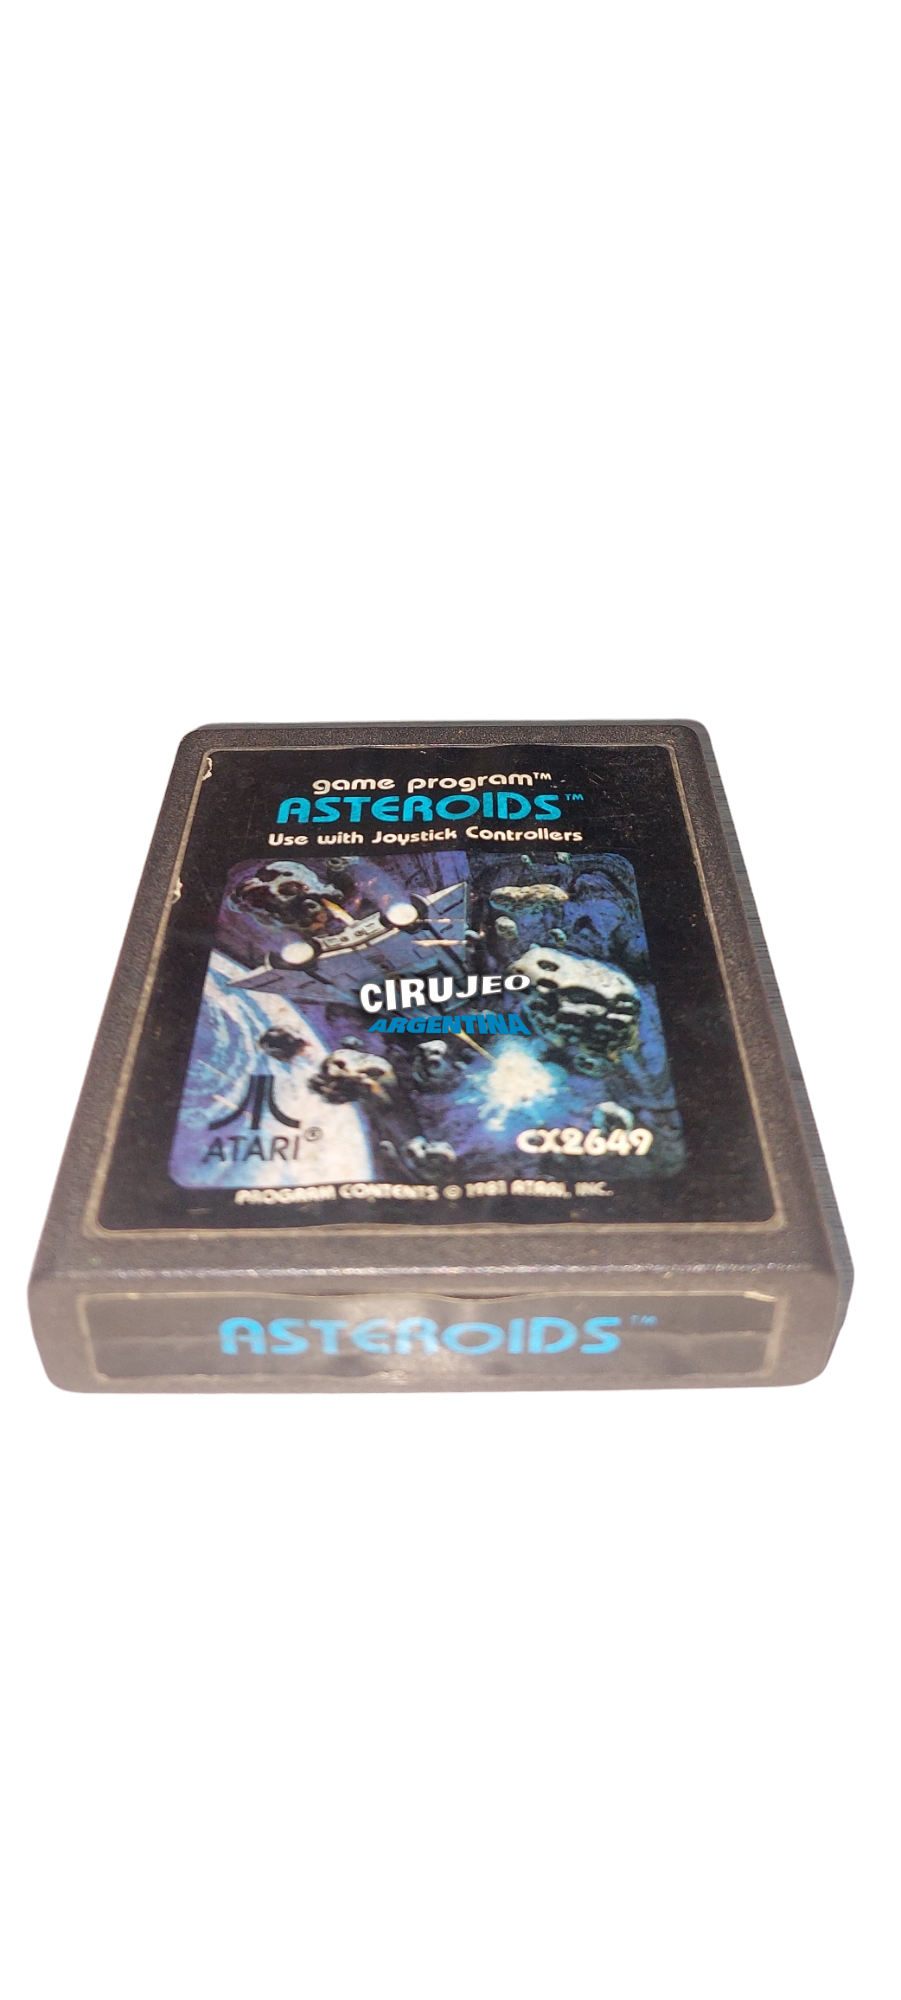 game program™
ASTEROIDS™
Use with Joystick Controllers
CIRUJEO
ARGENTINA
ATARI®
CX2649
PROGRAM CONTENTS © 1981 ATARI, INC.
ASTEROIDS™